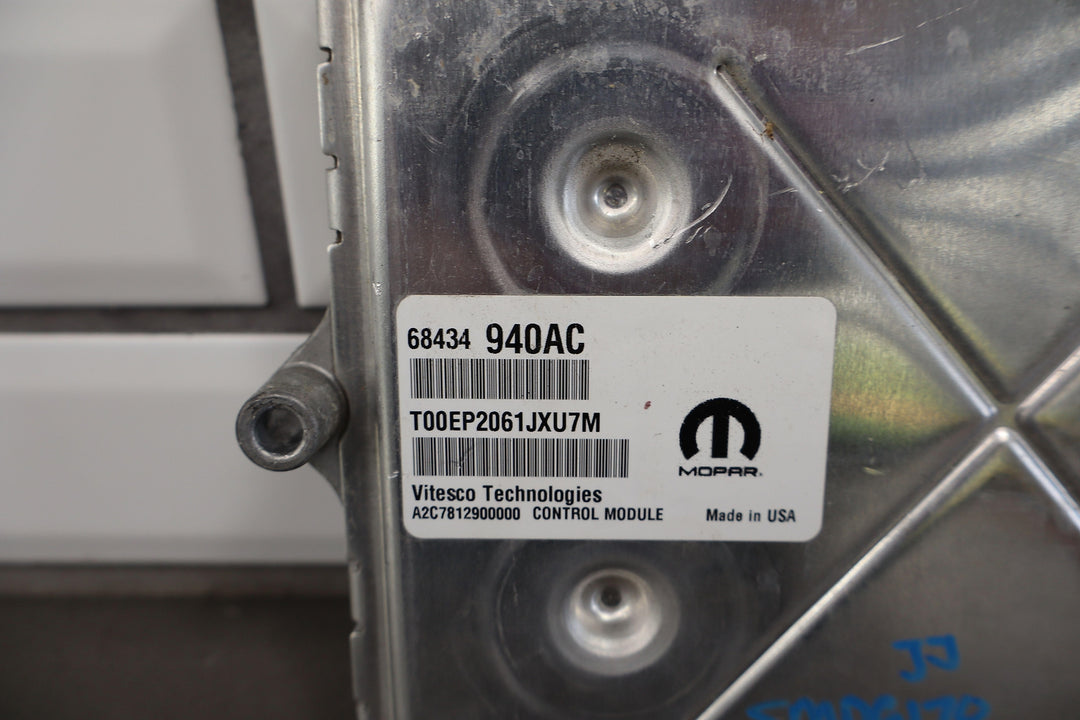 68434 940AC
T00EP2061JXU7M
MOPAR®
Vitesco Technologies
A2C7812900000 CONTROL MODULE Made in USA
JJ